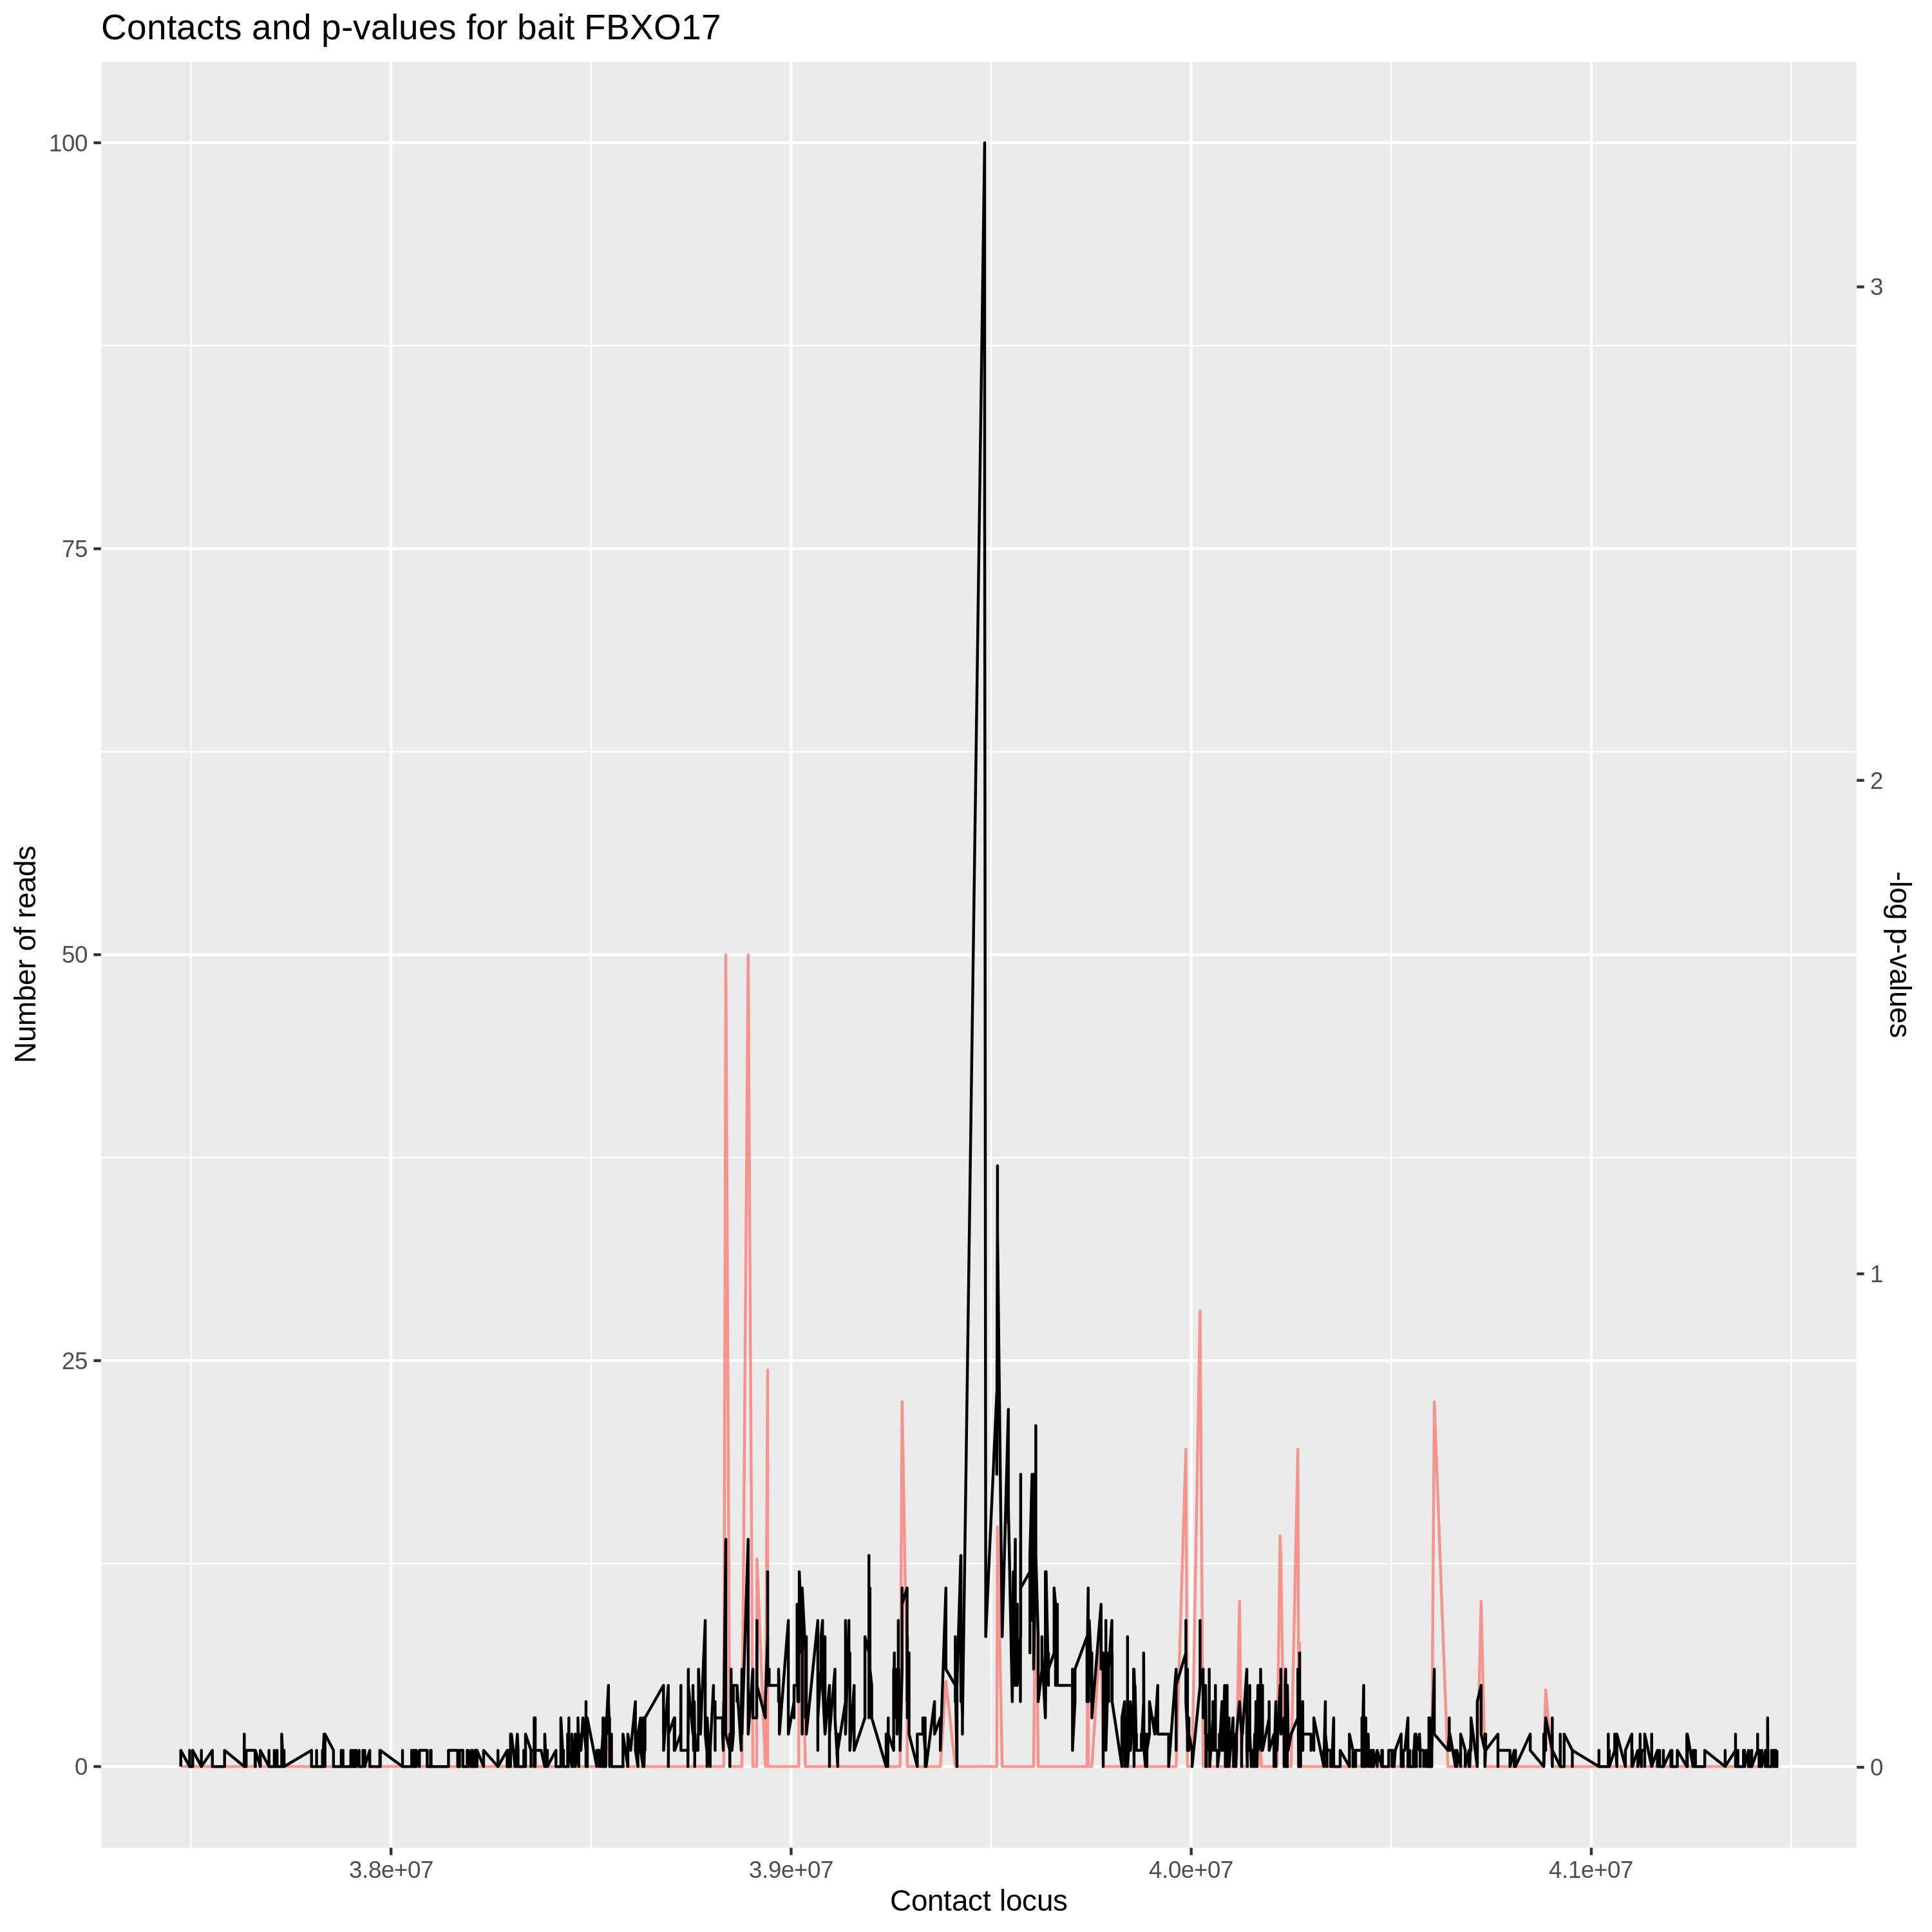 Contacts and p-values for bait FBXO17
100
75
50
25
0
Number of reads
3
2
1
0
-log p-values
3.8e+07
3.9e+07
4.0e+07
4.1e+07
Contact locus